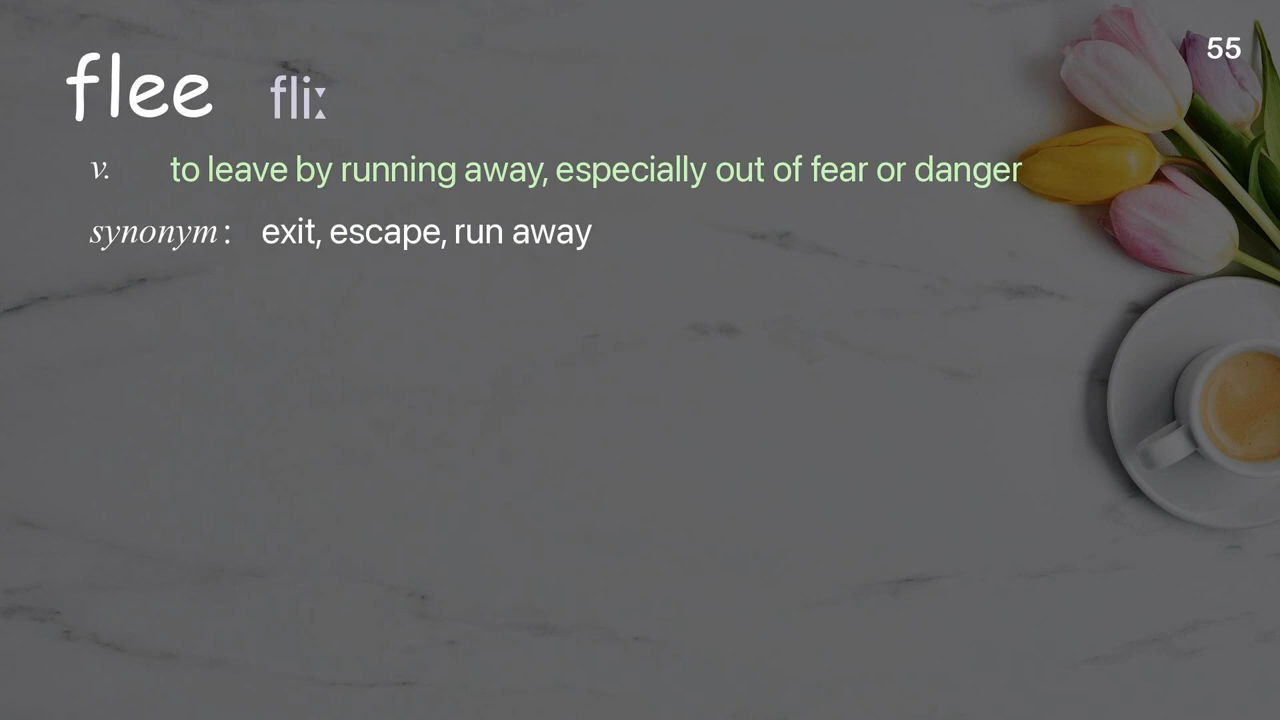 55
flee fliː
v. to leave by running away, especially out of fear or danger
synonym : exit, escape, run away